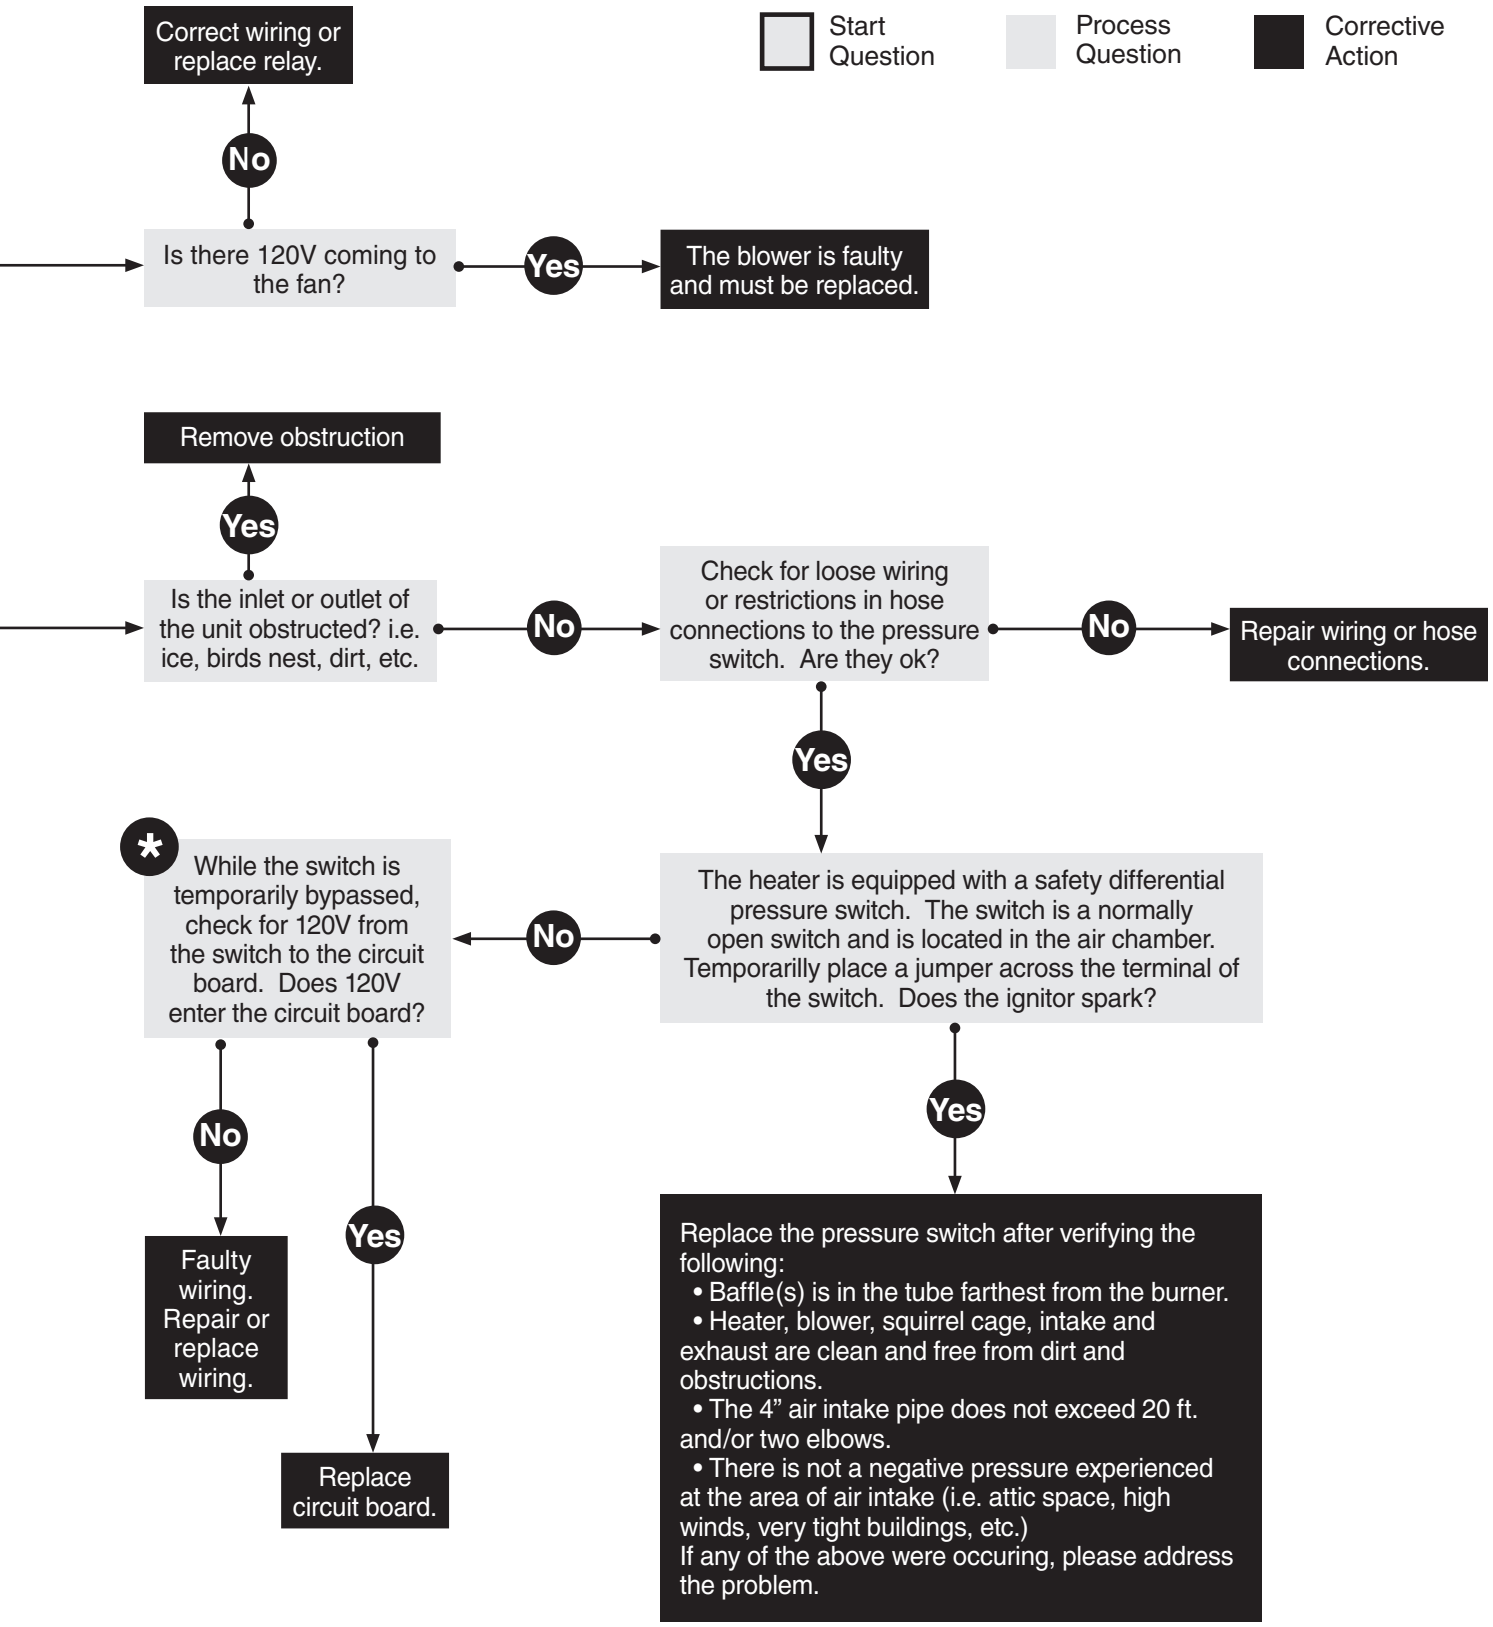 Correct wiring or
replace relay.
Start
Question
Process
Question
Corrective
Action
No
Is there 120V coming to
the fan?
Yes
The blower is faulty
and must be replaced.
Remove obstruction
Yes
Is the inlet or outlet of
the unit obstructed? i.e.
ice, birds nest, dirt, etc.
No
Check for loose wiring
or restrictions in hose
connections to the pressure
switch.  Are they ok?
No
Repair wiring or hose
connections.
Yes
*
While the switch is
temporarily bypassed,
check for 120V from
the switch to the circuit
board.  Does 120V
enter the circuit board?
No
The heater is equipped with a safety differential
pressure switch.  The switch is a normally
open switch and is located in the air chamber.
Temporarilly place a jumper across the terminal of
the switch.  Does the ignitor spark?
No
Yes
Yes
Faulty
wiring.
Repair or
replace
wiring.
Replace
circuit board.
Replace the pressure switch after verifying the
following:
• Baffle(s) is in the tube farthest from the burner.
• Heater, blower, squirrel cage, intake and
exhaust are clean and free from dirt and
obstructions.
• The 4” air intake pipe does not exceed 20 ft.
and/or two elbows.
• There is not a negative pressure experienced
at the area of air intake (i.e. attic space, high
winds, very tight buildings, etc.)
If any of the above were occuring, please address
the problem.